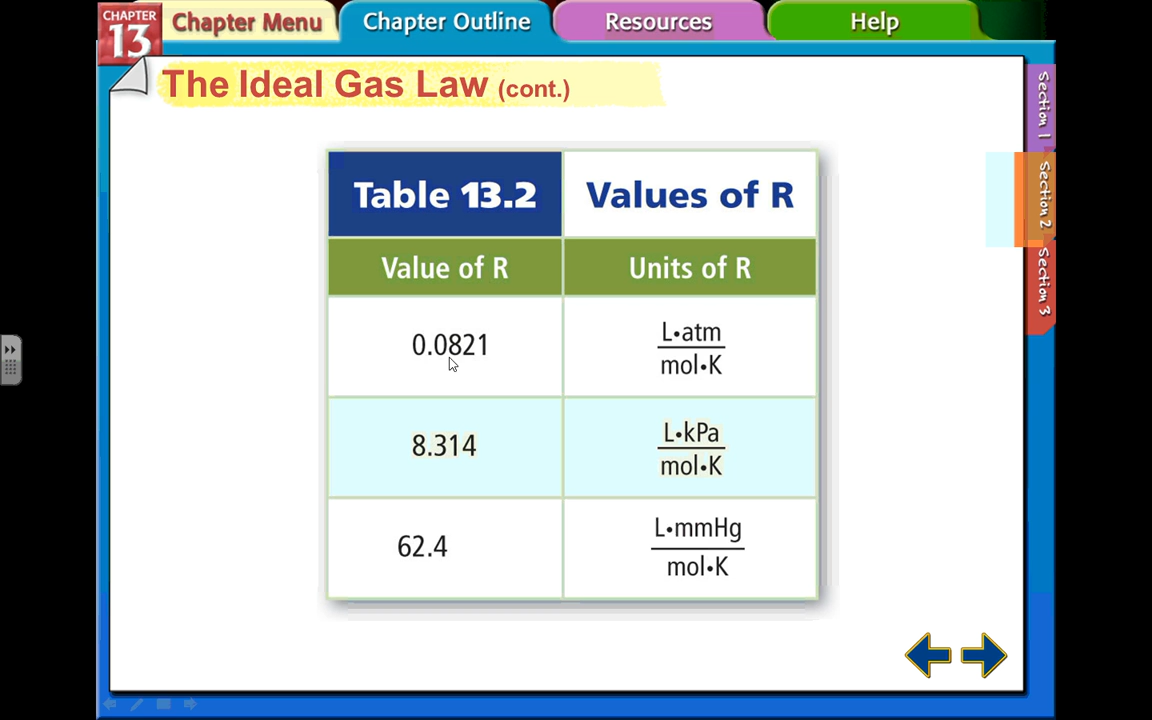 CHAPTER
13
Chapter Menu
Chapter Outline
Resources
Help
The Ideal Gas Law (cont.)
Section 1
Section 2
Section 3
Table 13.2 Values of R
Value of R Units of R
0.0821 L•atm
mol•K
8.314 L•kPa
mol•K
62.4 L•mmHg
mol•K